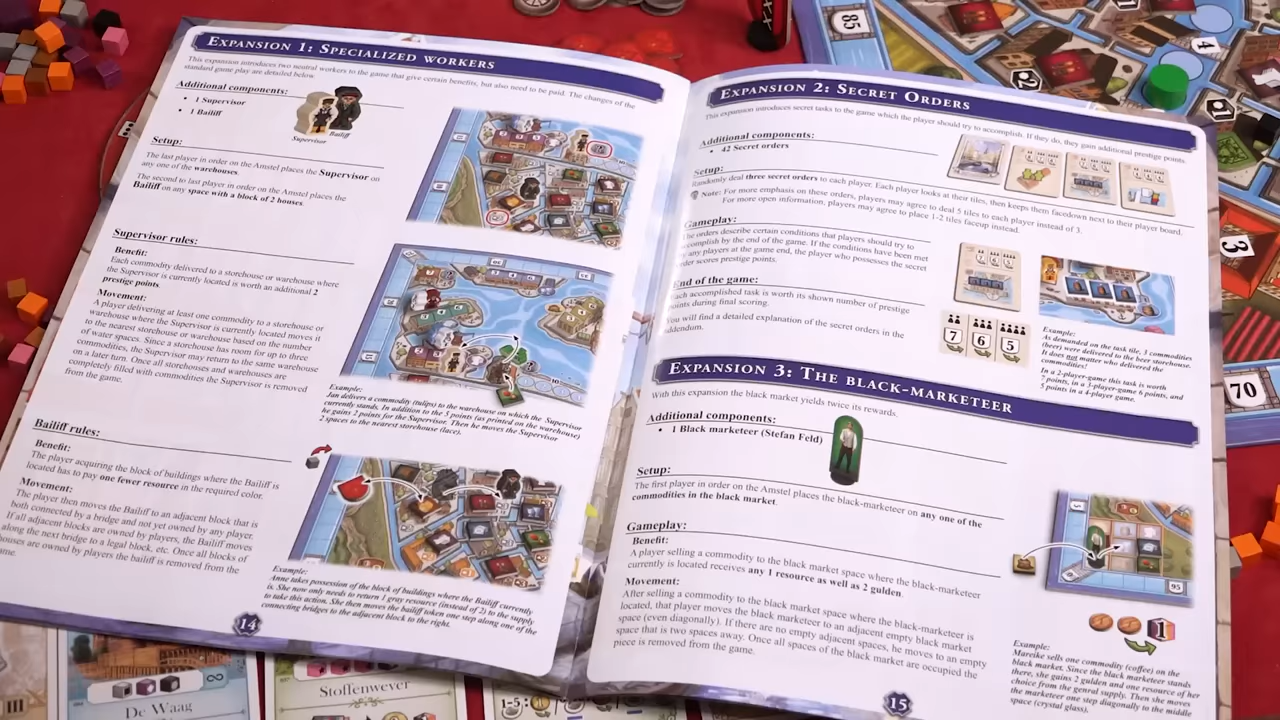 EXPANSION 1: SPECIALIZED WORKERS
This expansion introduces two neutral workers to the game that give certain benefits, but also need to be paid. The changes of the
standard game play are detailed below.
Additional components:
• 1 Supervisor
• 1 Bailiff
Supervisor
Bailiff
Setup:
The last player in order on the Amstel places the Supervisor on
any one of the warehouses.
The second to last player in order on the Amstel places the
Bailiff on any space with a block of 2 houses.
Supervisor rules:
Benefit:
Each commodity delivered to a storehouse or warehouse where
the Supervisor is currently located is worth an additional 2
prestige points.
Movement:
A player delivering at least one commodity to a storehouse or
warehouse where the Supervisor is currently located moves it
to the nearest storehouse or warehouse based on the number
of water spaces. Since a storehouse has room for up to three
commodities, the Supervisor may return to the same warehouse
on a later turn. Once all storehouses and warehouses are
completely filled with commodities the Supervisor is removed
from the game.
Example:
Jan delivers a commodity (tulips) to the warehouse on which the Supervisor
currently stands. In addition to the 5 points (as printed on the warehouse)
he gains 2 points for the Supervisor. Then he moves the Supervisor
2 spaces to the nearest storehouse (lace).
Bailiff rules:
Benefit:
The player acquiring the block of buildings where the Bailiff is
located has to pay one fewer resource in the required color.
Movement:
The player then moves the Bailiff to an adjacent block that is
both connected by a bridge and not yet owned by any player.
If all adjacent blocks are owned by players, the Bailiff moves
along the next bridge to a legal block, etc. Once all blocks of
houses are owned by players the bailiff is removed from the
Example:
Anne takes possession of the block of buildings where the Bailiff currently
is. She now only needs to return 1 gray resource (instead of 2) to the supply
to take this action. She then moves the bailiff token one step along one of the
connecting bridges to the adjacent block to the right.
14
EXPANSION 2: SECRET ORDERS
This expansion introduces secret tasks to the game which the player should try to accomplish. If they do, they gain additional prestige points.
Additional components:
• 42 Secret orders
Setup:
Randomly deal three secret orders to each player. Each player looks at their tiles, then keeps them facedown next to their player board.
Note: For more emphasis on these orders, players may agree to deal 5 tiles to each player instead of 3.
For more open information, players may agree to place 1-2 tiles faceup instead.
Gameplay:
The orders describe certain conditions that players should try to
accomplish by the end of the game. If the conditions have been met
by any players at the game end, the player who possesses the secret
order scores prestige points.
End of the game:
Each accomplished task is worth its shown number of prestige
points during final scoring.
You will find a detailed explanation of the secret orders in the
addendum.
7 6 5
Example:
As demanded on the task tile, 3 commodities
(beer) were delivered to the beer storehouse.
It does not matter who delivered the
commodities!
In a 2-player-game this task is worth
7 points, in a 3-player-game 6 points, and
5 points in a 4-player game.
EXPANSION 3: THE BLACK-MARKETEER
With this expansion the black market yields twice its rewards.
Additional components:
• 1 Black marketeer (Stefan Feld)
Setup:
The first player in order on the Amstel places the black-marketeer on any one of the
commodities in the black market.
Gameplay:
Benefit:
A player selling a commodity to the black market space where the black-marketeer
currently is located receives any 1 resource as well as 2 gulden.
Movement:
After selling a commodity to the black market space where the black-marketeer is
located, that player moves the black-marketeer to an adjacent empty black market
space (even diagonally). If there are no empty adjacent spaces, he moves to an empty
space that is two spaces away. Once all spaces of the black market are occupied the
piece is removed from the game.
95
1
Example:
Mareike sells one commodity (coffee) on the
black market. Since the black marketeer stands
there, she gains 2 gulden and one resource of her
choice from the genral supply. Then she moves
the marketeer one step diagonally to the middle
space (crystal glass).
15
85
4
3
70
III
De Waag
Stoffenwever
1-5: